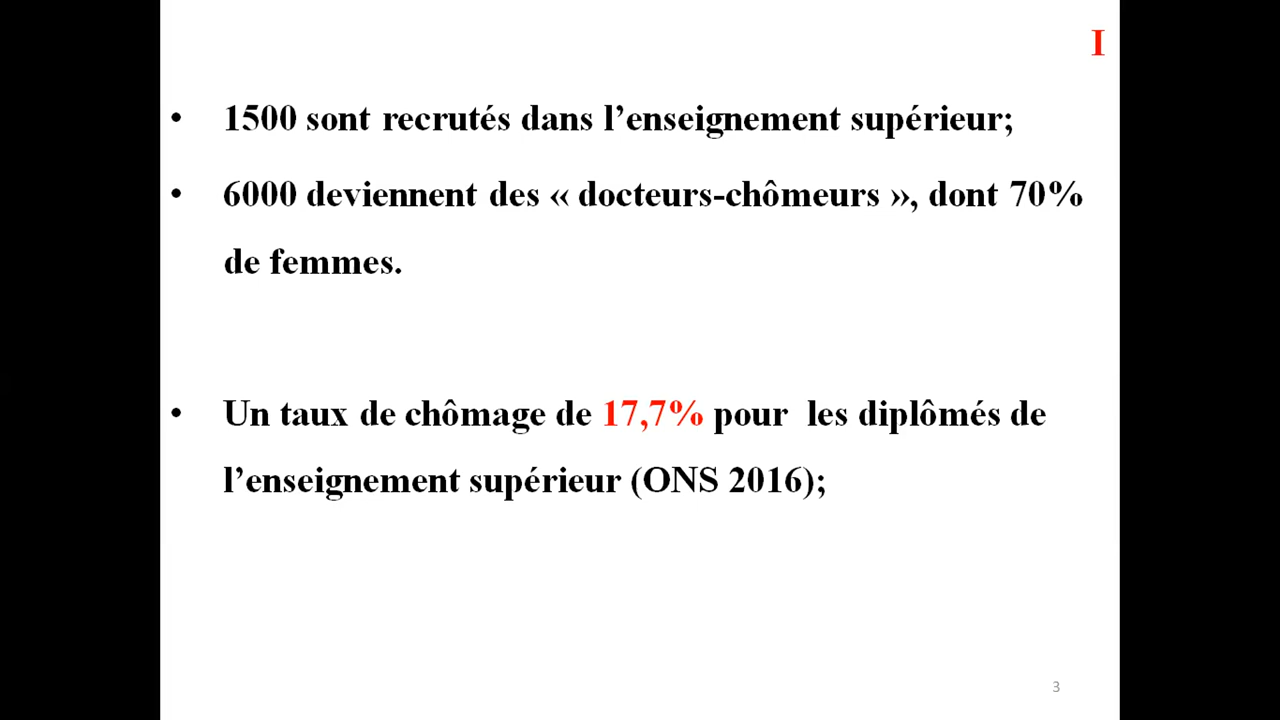 I
• 1500 sont recrutés dans l’enseignement supérieur;
• 6000 deviennent des « docteurs-chômeurs », dont 70%
de femmes.
• Un taux de chômage de 17,7% pour les diplômés de
l’enseignement supérieur (ONS 2016);
3